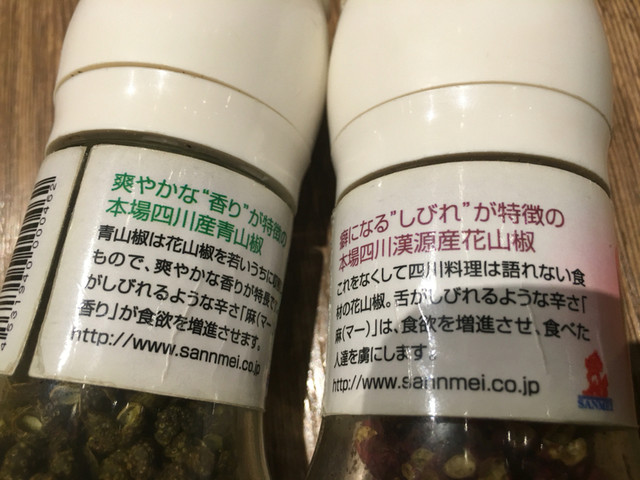 爽やかな“香り”が特徴の
本場四川産青山椒
青山椒は花山椒を若いうちに
もので、爽やかな香りが特長で
がしびれるような辛さ「麻(マー
香り」が食欲を増進させます。
http://www.sannmei.co.jp
癖になる“しびれ”が特徴の
本場四川漢源産花山椒
これをなくして四川料理は語れない食
材の花山椒。舌がしびれるような辛さ「
麻(マー)」は、食欲を増進させ、食べた
人達を虜にします。
http://www.sannmei.co.jp
SANNMEI